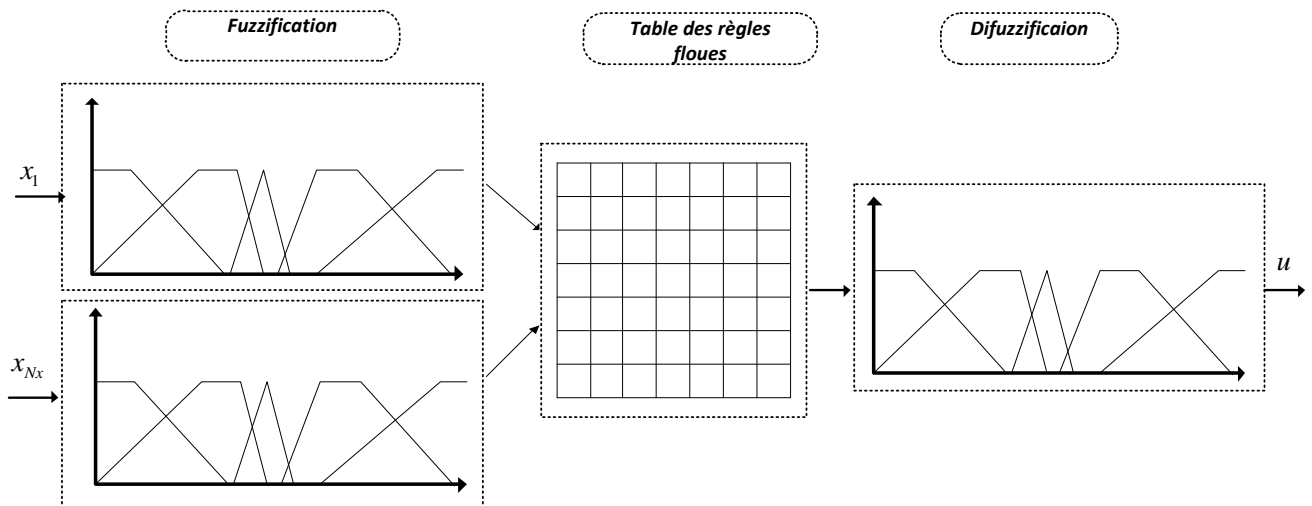 Fuzzification
Table des règles
floues
Difuzzificaion
x1
xNx
u